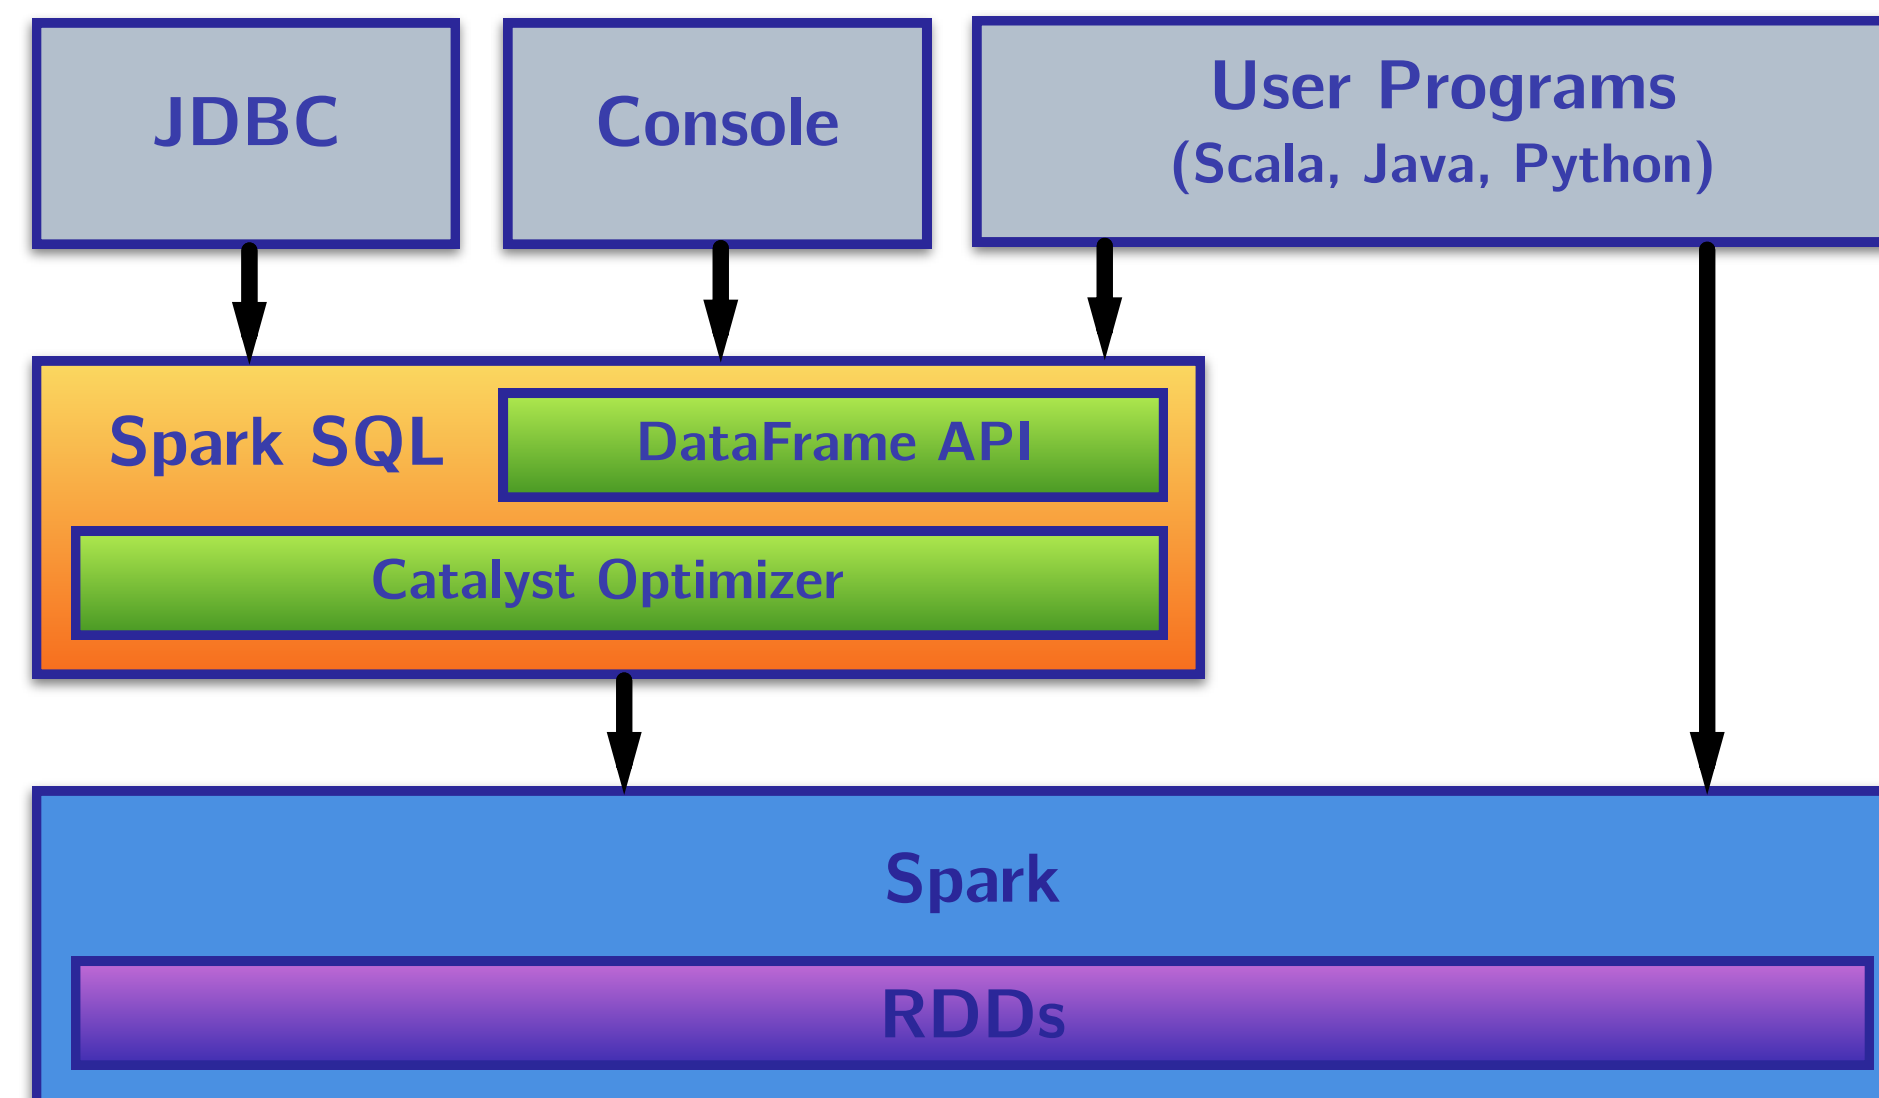 JDBC
Console
User Programs
(Scala, Java, Python)
Spark SQL
DataFrame API
Catalyst Optimizer
Spark
RDDs